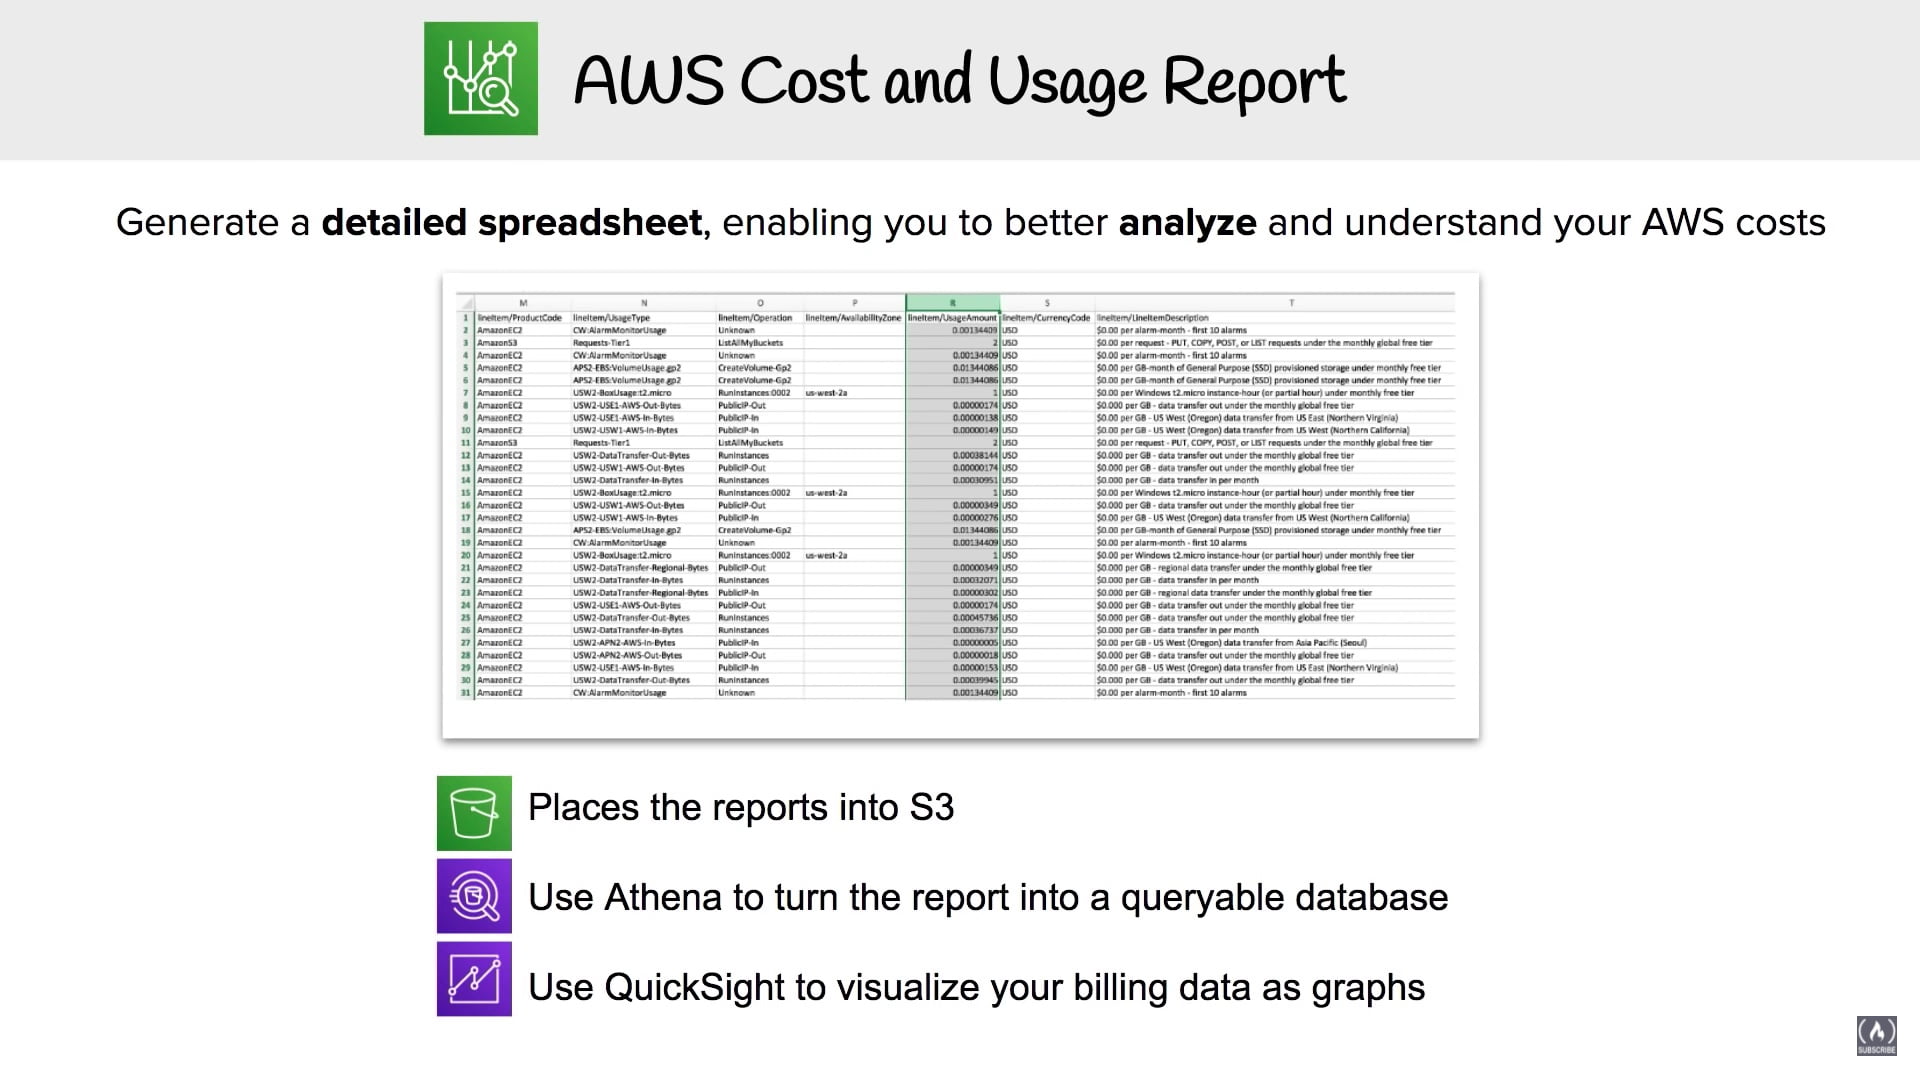 AWS Cost and Usage Report
Generate a detailed spreadsheet, enabling you to better analyze and understand your AWS costs
M N O P R S T
1 lineItem/ProductCode lineItem/UsageType lineItem/Operation lineItem/AvailabilityZone lineItem/UsageAmount lineItem/CurrencyCode lineItem/LineItemDescription
2 AmazonEC2 CW:AlarmMonitorUsage Unknown 0.00134409 USD $0.00 per alarm-month - first 10 alarms
3 AmazonS3 Requests-Tier1 ListAllMyBuckets 2 USD $0.00 per request - PUT, COPY, POST, or LIST requests under the monthly global free tier
4 AmazonEC2 CW:AlarmMonitorUsage Unknown 0.00134409 USD $0.00 per alarm-month - first 10 alarms
5 AmazonEC2 APS2-EBS:VolumeUsage.gp2 CreateVolume-Gp2 0.01344086 USD $0.00 per GB-month of General Purpose (SSD) provisioned storage under monthly free tier
6 AmazonEC2 APS2-EBS:VolumeUsage.gp2 CreateVolume-Gp2 0.01344086 USD $0.00 per GB-month of General Purpose (SSD) provisioned storage under monthly free tier
7 AmazonEC2 USW2-BoxUsage:t2.micro RunInstances:0002 us-west-2a 1 USD $0.00 per Windows t2.micro instance-hour (or partial hour) under monthly free tier
8 AmazonEC2 USW2-USE1-AWS-Out-Bytes PublicIP-Out 0.00000174 USD $0.000 per GB - data transfer out under the monthly global free tier
9 AmazonEC2 USW2-USE1-AWS-In-Bytes PublicIP-In 0.00000138 USD $0.00 per GB - US West (Oregon) data transfer from US East (Northern Virginia)
10 AmazonEC2 USW2-USW1-AWS-In-Bytes PublicIP-In 0.00000149 USD $0.00 per GB - US West (Oregon) data transfer from US West (Northern California)
11 AmazonS3 Requests-Tier1 ListAllMyBuckets 2 USD $0.00 per request - PUT, COPY, POST, or LIST requests under the monthly global free tier
12 AmazonEC2 USW2-DataTransfer-Out-Bytes RunInstances 0.00038144 USD $0.000 per GB - data transfer out under the monthly global free tier
13 AmazonEC2 USW2-USW1-AWS-Out-Bytes PublicIP-Out 0.00000174 USD $0.000 per GB - data transfer out under the monthly global free tier
14 AmazonEC2 USW2-DataTransfer-In-Bytes RunInstances 0.00030951 USD $0.000 per GB - data transfer in per month
15 AmazonEC2 USW2-BoxUsage:t2.micro RunInstances:0002 us-west-2a 1 USD $0.00 per Windows t2.micro instance-hour (or partial hour) under monthly free tier
16 AmazonEC2 USW2-USW1-AWS-Out-Bytes PublicIP-Out 0.00000349 USD $0.000 per GB - data transfer out under the monthly global free tier
17 AmazonEC2 USW2-USW1-AWS-In-Bytes PublicIP-In 0.00000276 USD $0.00 per GB - US West (Oregon) data transfer from US West (Northern California)
18 AmazonEC2 APS2-EBS:VolumeUsage.gp2 CreateVolume-Gp2 0.01344086 USD $0.00 per GB-month of General Purpose (SSD) provisioned storage under monthly free tier
19 AmazonEC2 CW:AlarmMonitorUsage Unknown 0.00134409 USD $0.00 per alarm-month - first 10 alarms
20 AmazonEC2 USW2-BoxUsage:t2.micro RunInstances:0002 us-west-2a 1 USD $0.00 per Windows t2.micro instance-hour (or partial hour) under monthly free tier
21 AmazonEC2 USW2-DataTransfer-Regional-Bytes PublicIP-Out 0.00000349 USD $0.000 per GB - regional data transfer under the monthly global free tier
22 AmazonEC2 USW2-DataTransfer-In-Bytes RunInstances 0.00032071 USD $0.000 per GB - data transfer in per month
23 AmazonEC2 USW2-DataTransfer-Regional-Bytes PublicIP-In 0.00000302 USD $0.000 per GB - regional data transfer under the monthly global free tier
24 AmazonEC2 USW2-USE1-AWS-Out-Bytes PublicIP-Out 0.00000174 USD $0.000 per GB - data transfer out under the monthly global free tier
25 AmazonEC2 USW2-DataTransfer-Out-Bytes RunInstances 0.00045736 USD $0.000 per GB - data transfer out under the monthly global free tier
26 AmazonEC2 USW2-DataTransfer-In-Bytes RunInstances 0.00036737 USD $0.000 per GB - data transfer in per month
27 AmazonEC2 USW2-APN2-AWS-In-Bytes PublicIP-In 0.00000005 USD $0.00 per GB - US West (Oregon) data transfer from Asia Pacific (Seoul)
28 AmazonEC2 USW2-APN2-AWS-Out-Bytes PublicIP-Out 0.00000018 USD $0.000 per GB - data transfer out under the monthly global free tier
29 AmazonEC2 USW2-USE1-AWS-In-Bytes PublicIP-In 0.00000153 USD $0.00 per GB - US West (Oregon) data transfer from US East (Northern Virginia)
30 AmazonEC2 USW2-DataTransfer-Out-Bytes RunInstances 0.00039945 USD $0.000 per GB - data transfer out under the monthly global free tier
31 AmazonEC2 CW:AlarmMonitorUsage Unknown 0.00134409 USD $0.00 per alarm-month - first 10 alarms
Places the reports into S3
Use Athena to turn the report into a queryable database
Use QuickSight to visualize your billing data as graphs
SUBSCRIBE